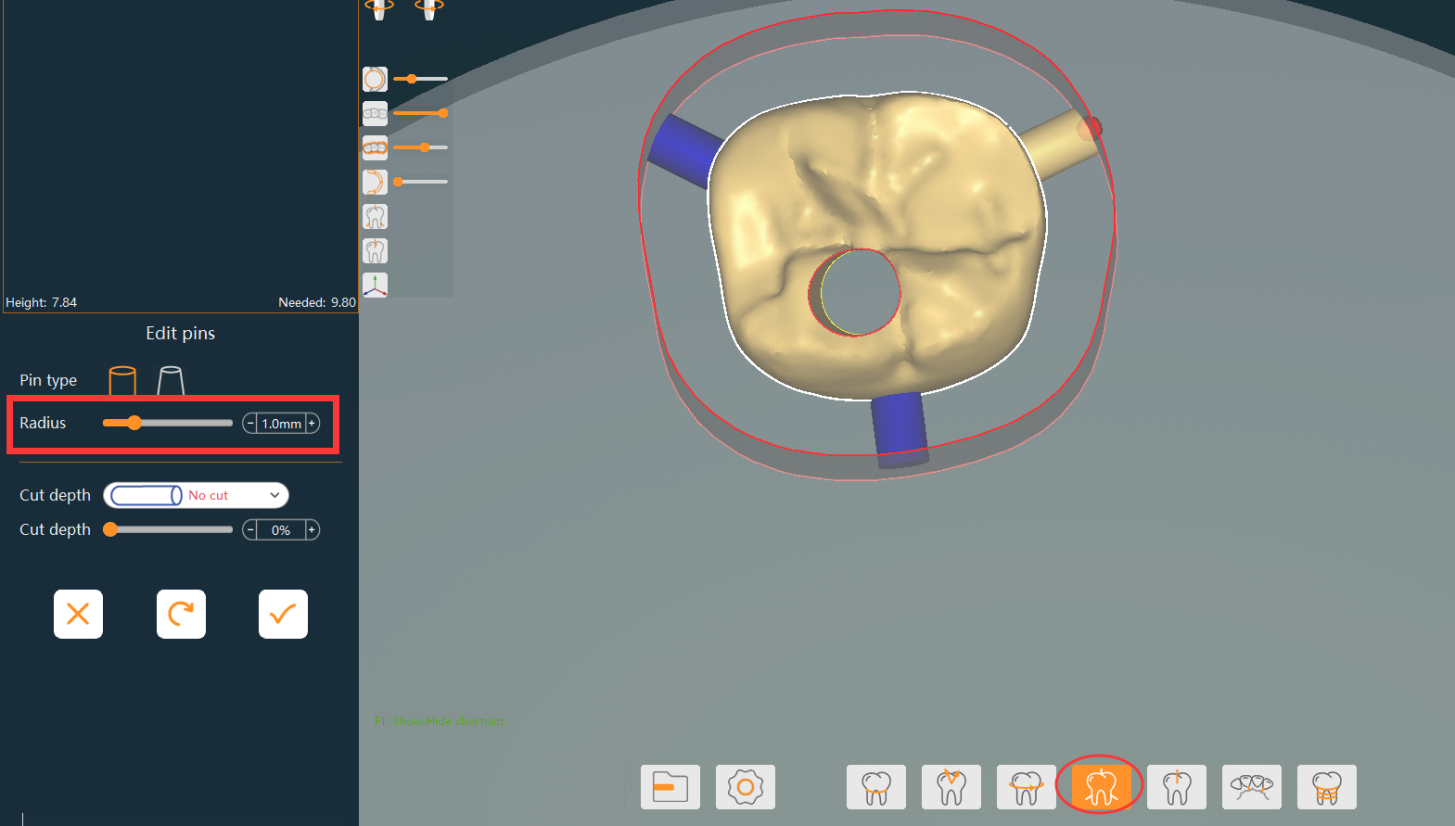 Height: 7.84 Needed: 9.80
Edit pins
Pin type
Radius 1.0mm
Cut depth No cut
Cut depth 0%
F1: Show/Hide shortcuts